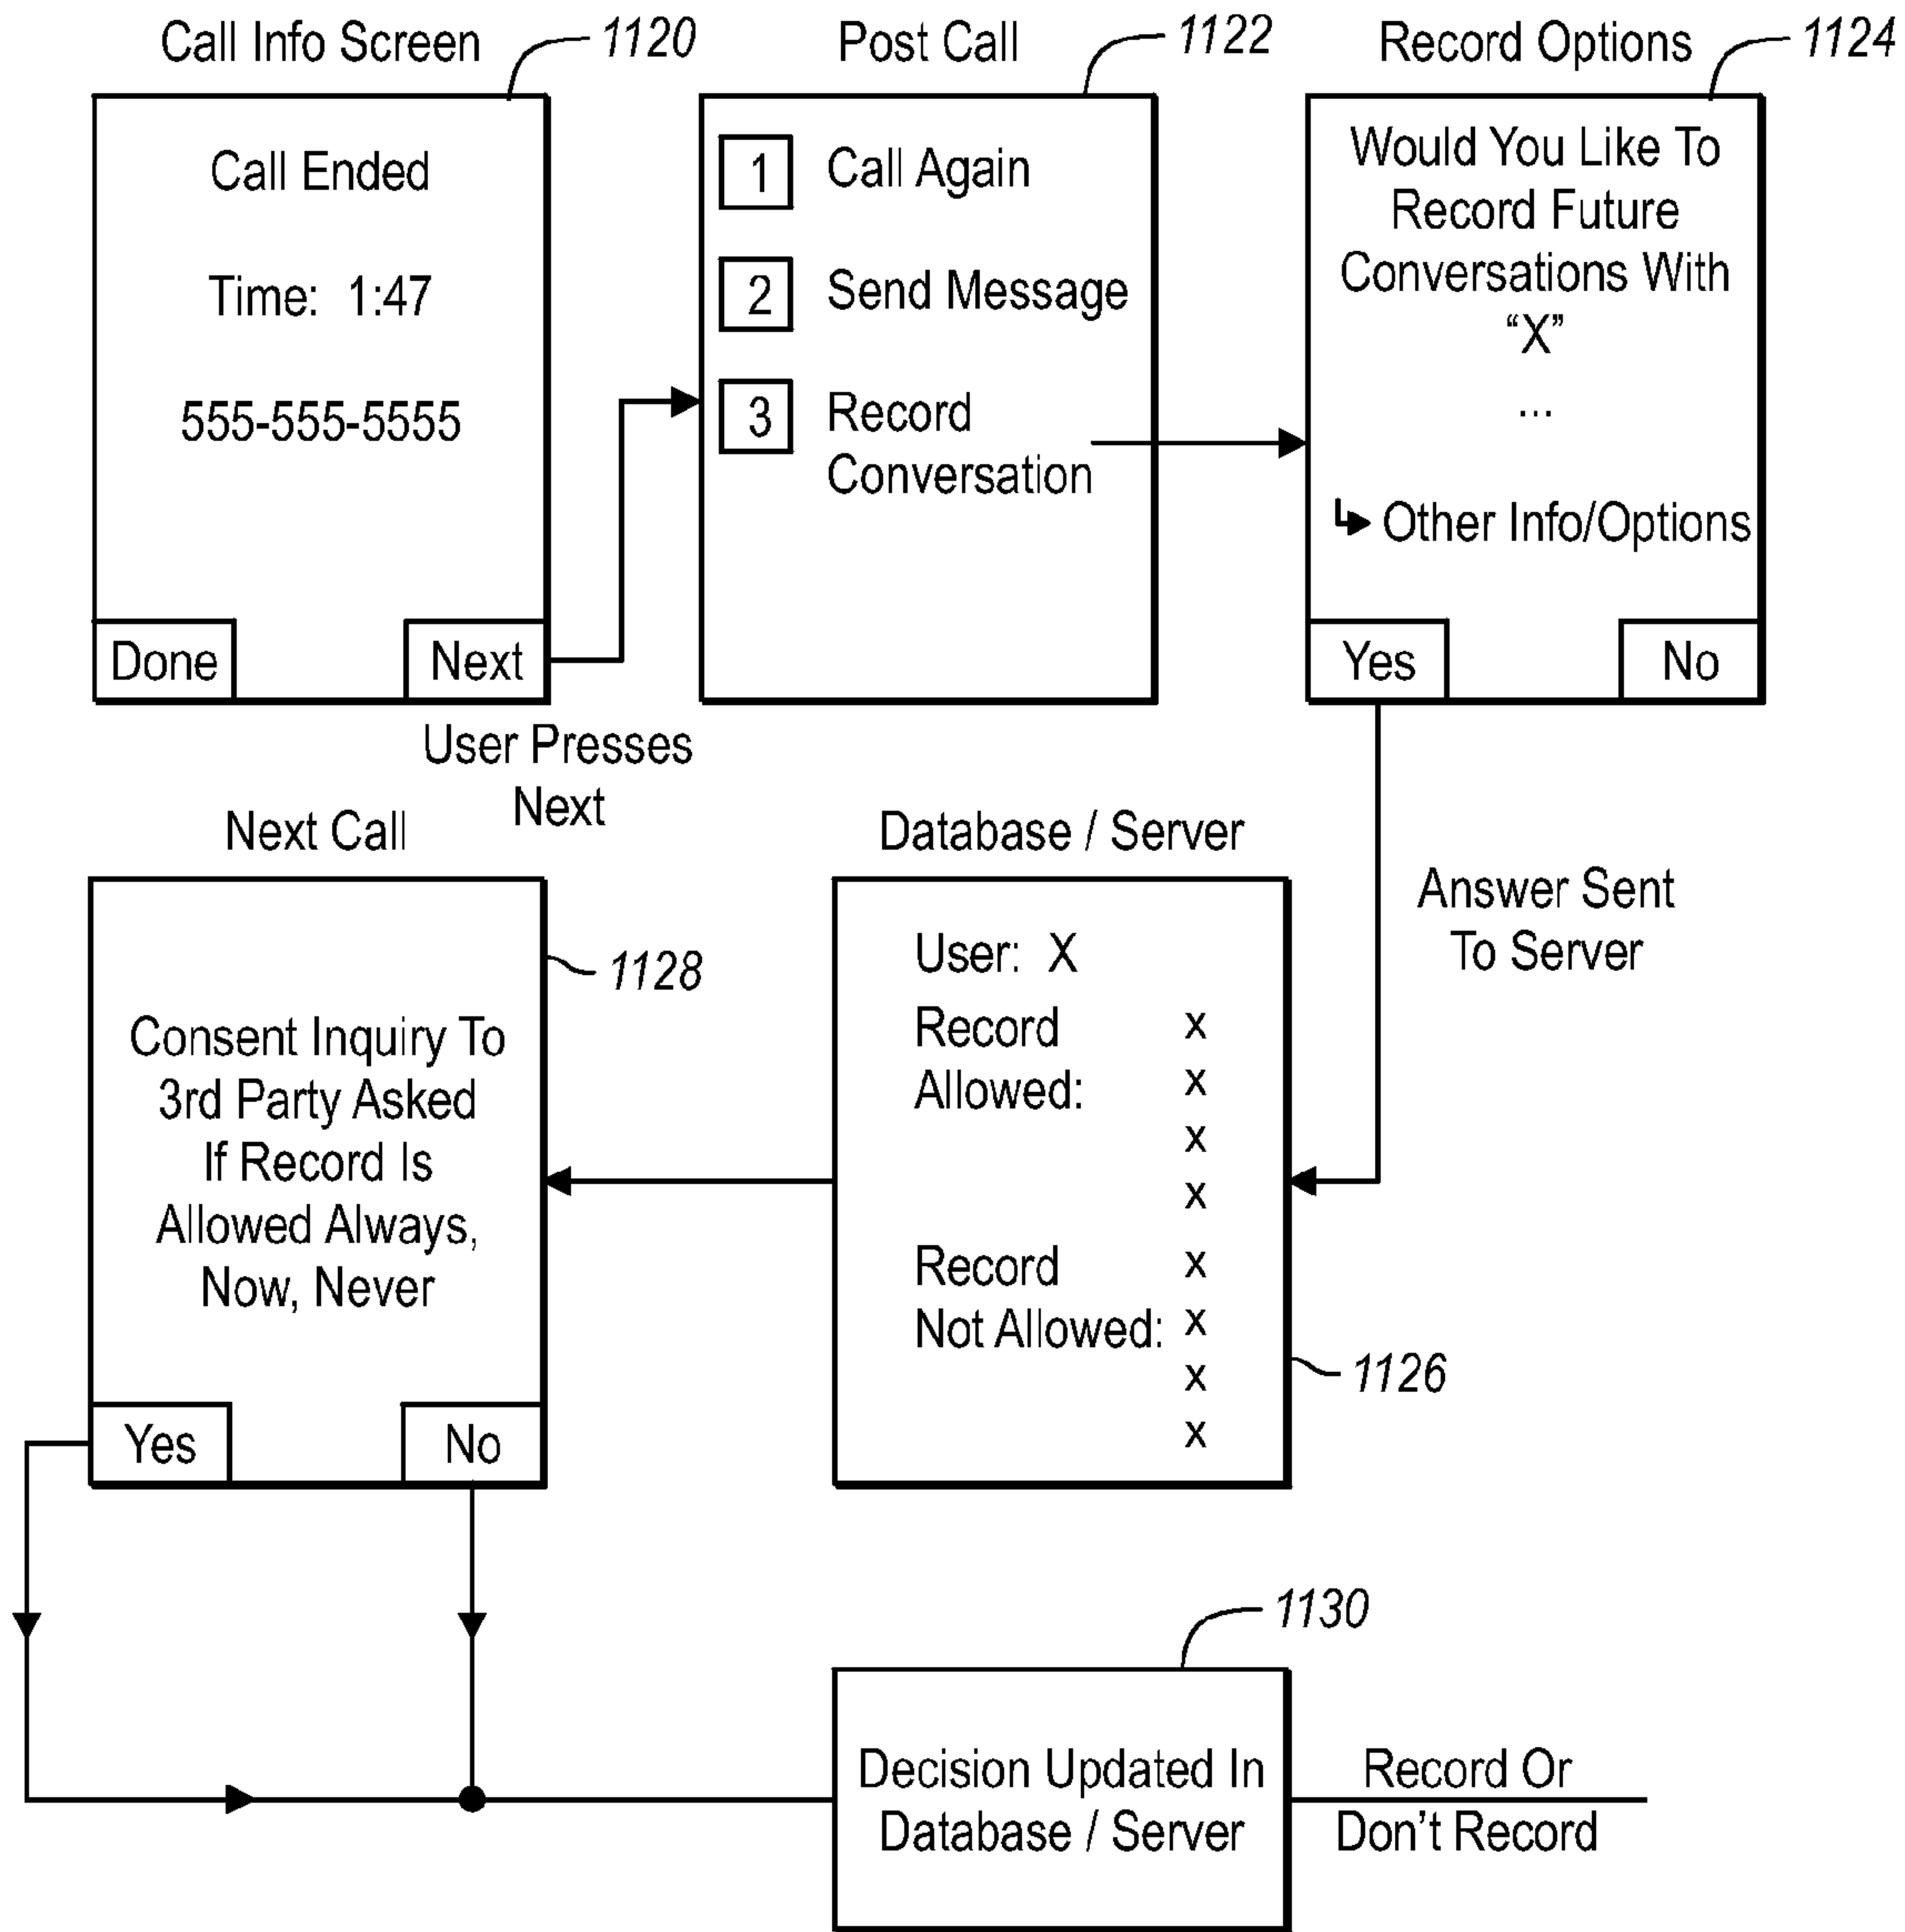 Call Info Screen
1120
Call Ended
Time: 1:47
555-555-5555
Done
Next
User Presses
Next
Post Call
1122
1 Call Again
2 Send Message
3 Record
Conversation
Record Options
1124
Would You Like To
Record Future
Conversations With
“X”
...
Other Info/Options
Yes
No
Answer Sent
To Server
Database / Server
User: X
Record x
Allowed: x
x
x
Record x
Not Allowed: x
x
x
1126
Next Call
1128
Consent Inquiry To
3rd Party Asked
If Record Is
Allowed Always,
Now, Never
Yes
No
1130
Decision Updated In
Database / Server
Record Or
Don’t Record